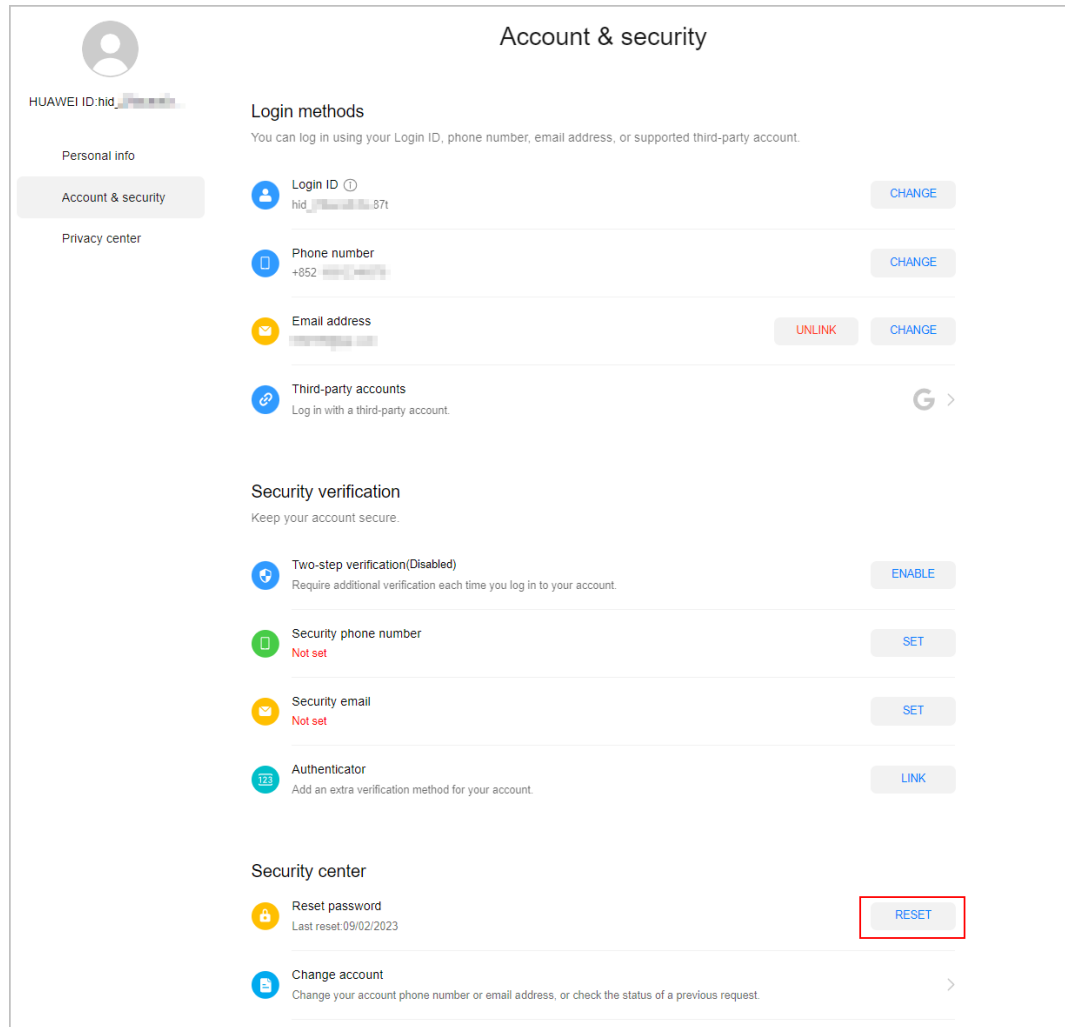 Account & security
HUAWEI ID:hid_
Personal info
Account & security
Privacy center
Login methods
You can log in using your Login ID, phone number, email address, or supported third-party account.
Login ID
hid_ 87t
CHANGE
Phone number
+852
CHANGE
Email address
UNLINK
CHANGE
Third-party accounts
Log in with a third-party account.
G
Security verification
Keep your account secure.
Two-step verification(Disabled)
Require additional verification each time you log in to your account.
ENABLE
Security phone number
Not set
SET
Security email
Not set
SET
123
Authenticator
Add an extra verification method for your account.
LINK
Security center
Reset password
Last reset:09/02/2023
RESET
Change account
Change your account phone number or email address, or check the status of a previous request.